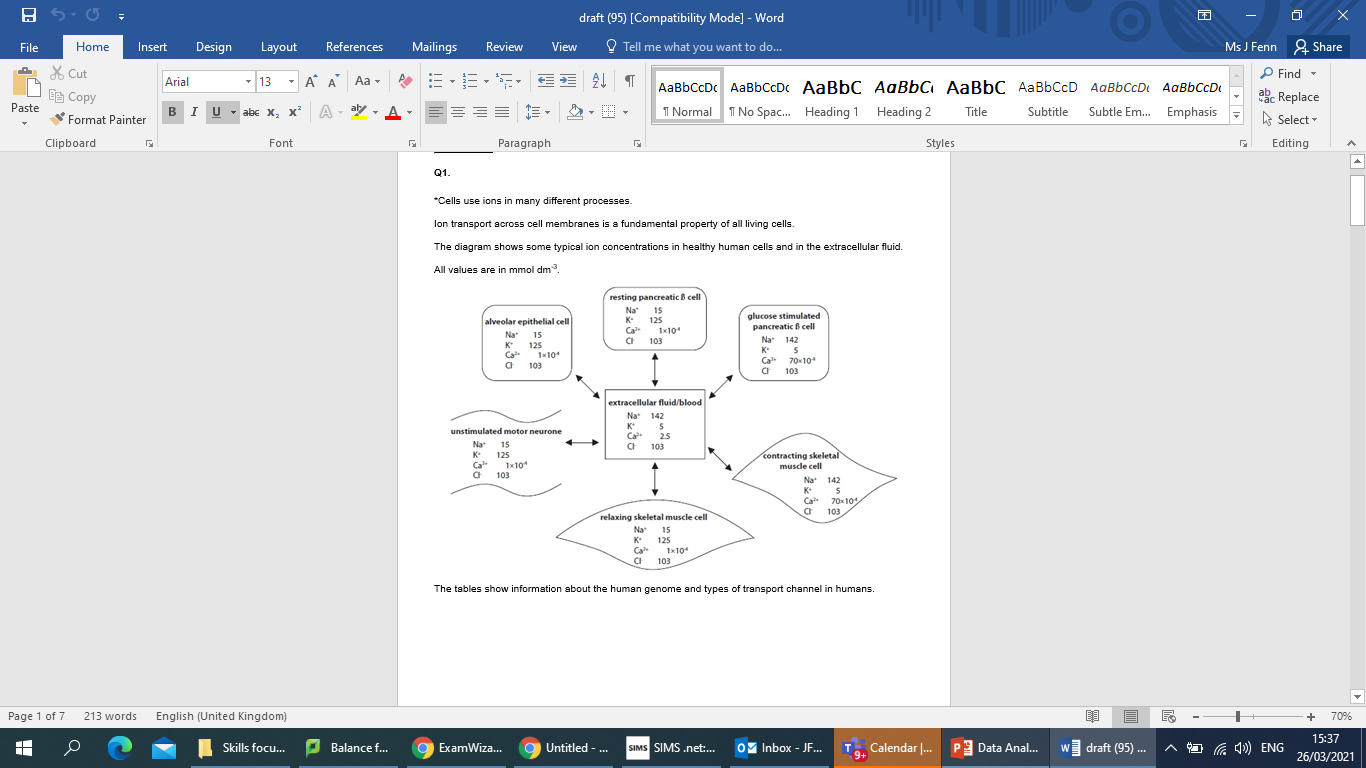 draft (95) [Compatibility Mode] - Word
File Home Insert Design Layout References Mailings Review View Tell me what you want to do... Ms J Fenn Share
Paste
Cut
Copy
Format Painter
Clipboard
Arial 13
B I U abc x₂ x²
Font
Paragraph
AaBbCcDc AaBbCcDc AaBbC AaBbCc AaBbC AaBbCcD AaBbCcDc AaBbCcDc
¶ Normal ¶ No Spac... Heading 1 Heading 2 Title Subtitle Subtle Em... Emphasis
Styles
Find
Replace
Select
Editing
Q1.
*Cells use ions in many different processes.
Ion transport across cell membranes is a fundamental property of all living cells.
The diagram shows some typical ion concentrations in healthy human cells and in the extracellular fluid.
All values are in mmol dm⁻³.
alveolar epithelial cell
Na⁺ 15
K⁺ 125
Ca²⁺ 1×10⁻⁴
Cl⁻ 103
resting pancreatic ß cell
Na⁺ 15
K⁺ 125
Ca²⁺ 1×10⁻⁴
Cl⁻ 103
glucose stimulated
pancreatic ß cell
Na⁺ 142
K⁺ 5
Ca²⁺ 70×10⁻⁴
Cl⁻ 103
extracellular fluid/blood
Na⁺ 142
K⁺ 5
Ca²⁺ 2.5
Cl⁻ 103
unstimulated motor neurone
Na⁺ 15
K⁺ 125
Ca²⁺ 1×10⁻⁴
Cl⁻ 103
contracting skeletal
muscle cell
Na⁺ 142
K⁺ 5
Ca²⁺ 70×10⁻⁴
Cl⁻ 103
relaxing skeletal muscle cell
Na⁺ 15
K⁺ 125
Ca²⁺ 1×10⁻⁴
Cl⁻ 103
The tables show information about the human genome and types of transport channel in humans.
Page 1 of 7 213 words English (United Kingdom) 70%
Skills focu... Balance f... ExamWiza... Untitled - ... SIMS SIMS .net:... Inbox - JF... 9+ Calendar |... Data Anal... draft (95) ... ENG
15:37
26/03/2021